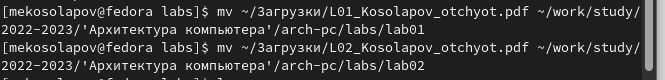 [mekosolapov@fedora labs]$ mv ~/Загрузки/L01_Kosolapov_otchyot.pdf ~/work/study/
2022-2023/'Архитектура компьютера'/arch-pc/labs/lab01
[mekosolapov@fedora labs]$ mv ~/Загрузки/L02_Kosolapov_otchyot.pdf ~/work/study/
2022-2023/'Архитектура компьютера'/arch-pc/labs/lab02